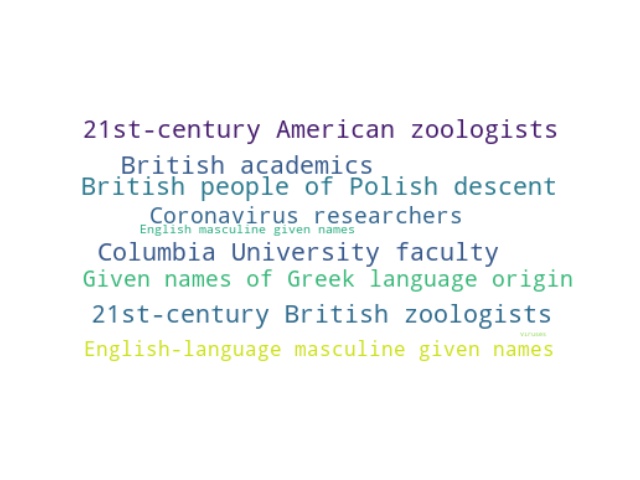 21st-century American zoologists
British academics
British people of Polish descent
Coronavirus researchers
English masculine given names
Columbia University faculty
Given names of Greek language origin
21st-century British zoologists
English-language masculine given names